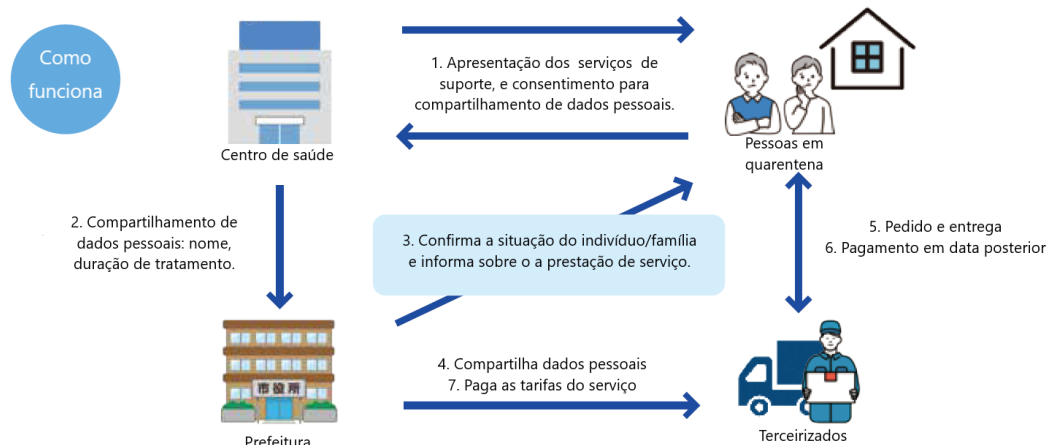 Como
funciona
1. Apresentação dos serviços de
suporte, e consentimento para
compartilhamento de dados pessoais.
Centro de saúde
Pessoas em
quarentena
2. Compartilhamento de
dados pessoais: nome,
duração de tratamento.
3. Confirma a situação do indivíduo/família
e informa sobre o a prestação de serviço.
5. Pedido e entrega
6. Pagamento em data posterior
4. Compartilha dados pessoais
7. Paga as tarifas do serviço
市役所
Prefeitura
Terceirizados